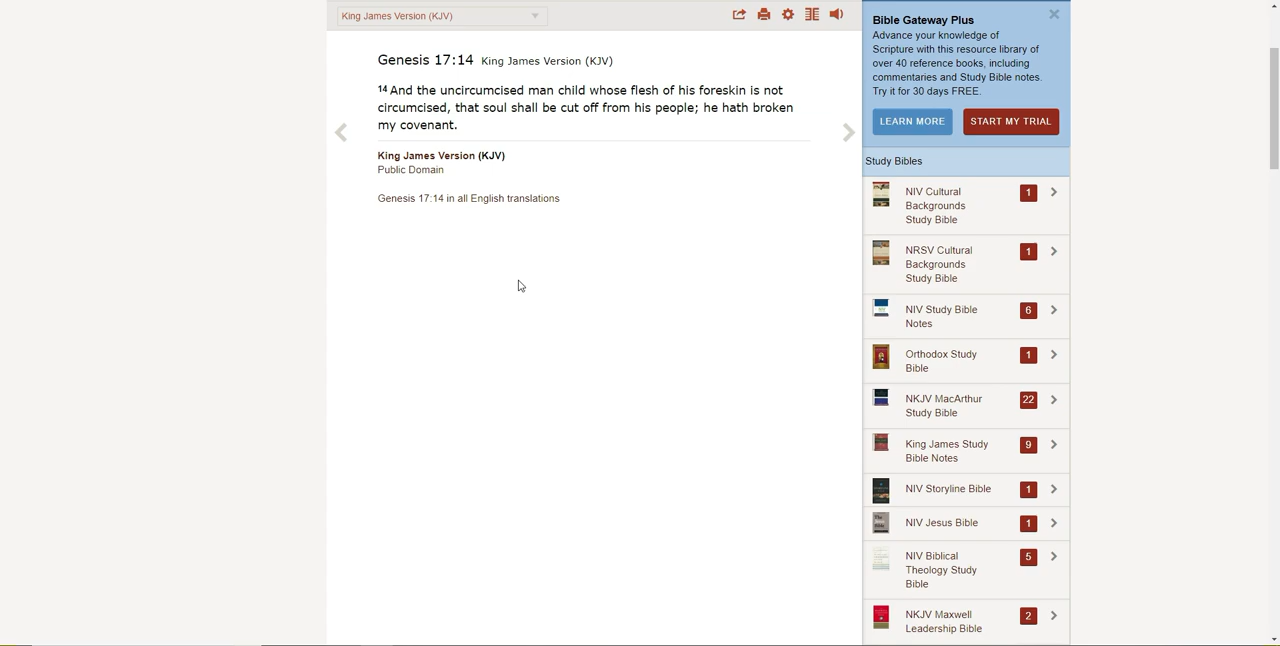 King James Version (KJV)
Genesis 17:14 King James Version (KJV)
14 And the uncircumcised man child whose flesh of his foreskin is not
circumcised, that soul shall be cut off from his people; he hath broken
my covenant.
King James Version (KJV)
Public Domain
Genesis 17:14 in all English translations
Bible Gateway Plus
Advance your knowledge of
Scripture with this resource library of
over 40 reference books, including
commentaries and Study Bible notes.
Try it for 30 days FREE.
LEARN MORE
START MY TRIAL
Study Bibles
NIV Cultural
Backgrounds
Study Bible
1
NRSV Cultural
Backgrounds
Study Bible
1
NIV Study Bible
Notes
6
Orthodox Study
Bible
1
NKJV MacArthur
Study Bible
22
King James Study
Bible Notes
9
NIV Storyline Bible
1
NIV Jesus Bible
1
NIV Biblical
Theology Study
Bible
5
NKJV Maxwell
Leadership Bible
2